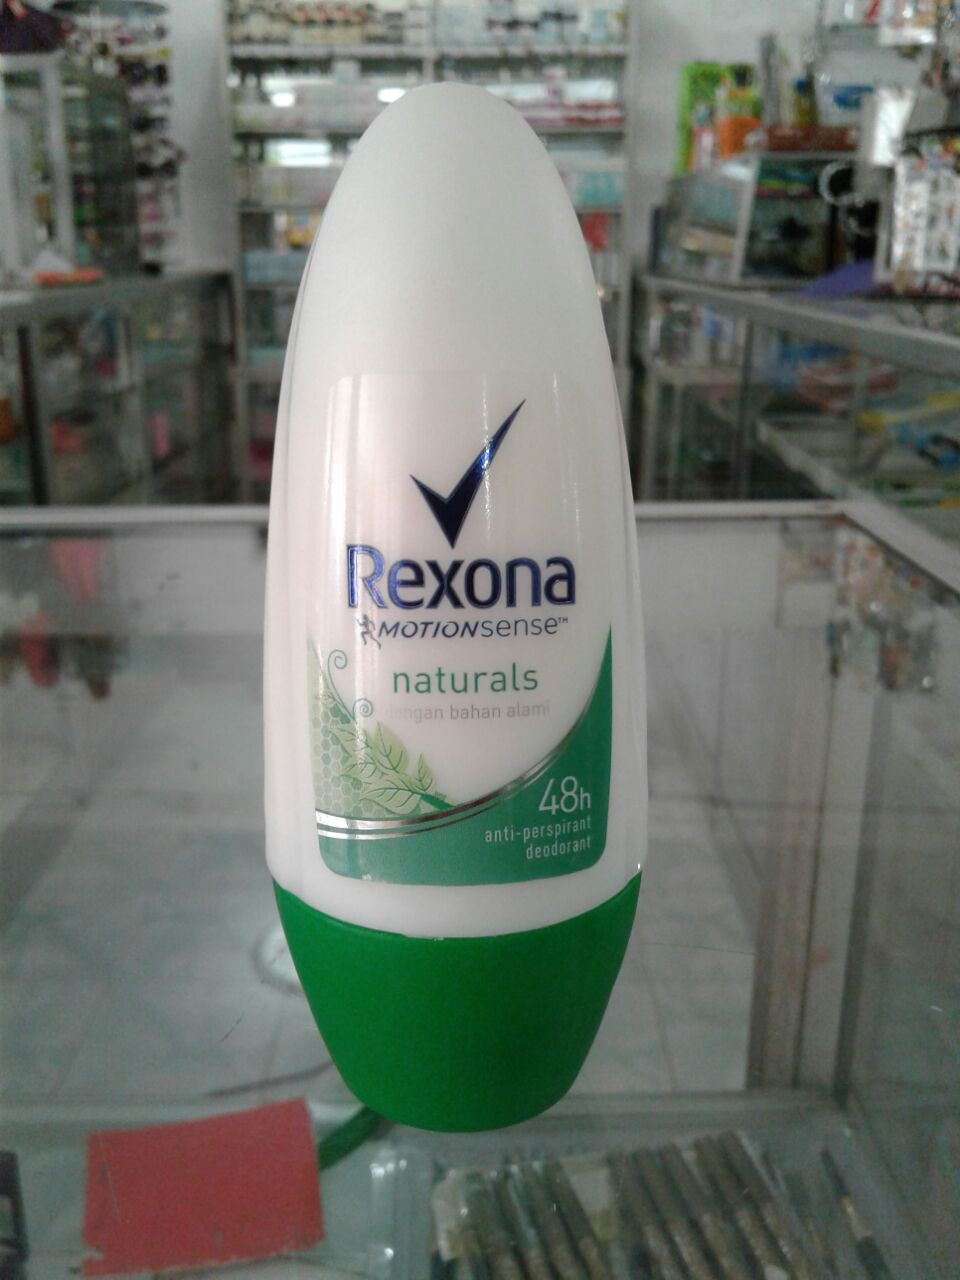 Rexona
MOTIONsense™
naturals
dengan bahan alami
48h
anti-perspirant
deodorant